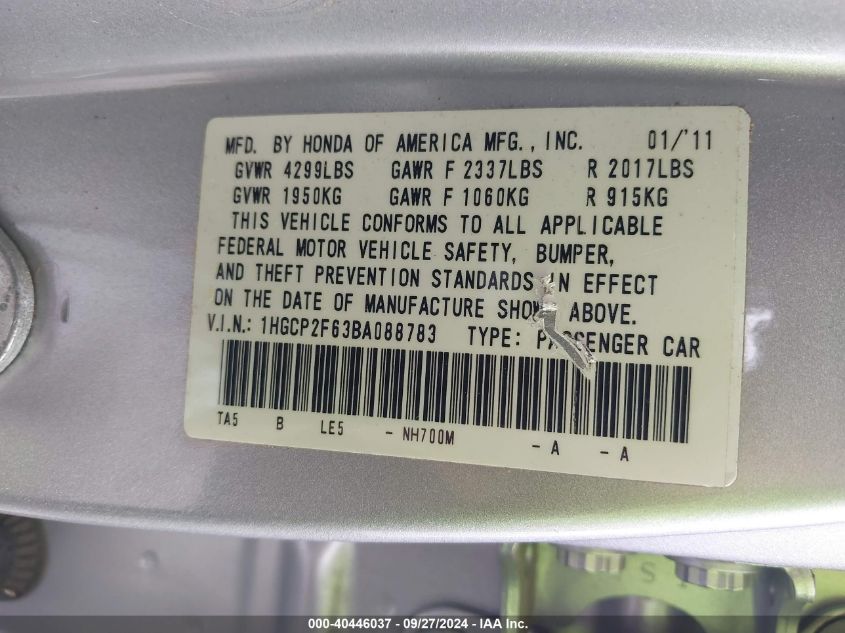 MFD. BY HONDA OF AMERICA MFG., INC. 01/'11
GVWR 4299LBS GAWR F 2337LBS R 2017LBS
GVWR 1950KG GAWR F 1060KG R 915KG
THIS VEHICLE CONFORMS TO ALL APPLICABLE
FEDERAL MOTOR VEHICLE SAFETY, BUMPER,
AND THEFT PREVENTION STANDARDS IN EFFECT
ON THE DATE OF MANUFACTURE SHOWN ABOVE.
V.I.N.: 1HGCP2F63BA088783 TYPE: PASSENGER CAR
TA5 B LE5 - NH700M - A - A
000-40446037 - 09/27/2024 - IAA Inc.